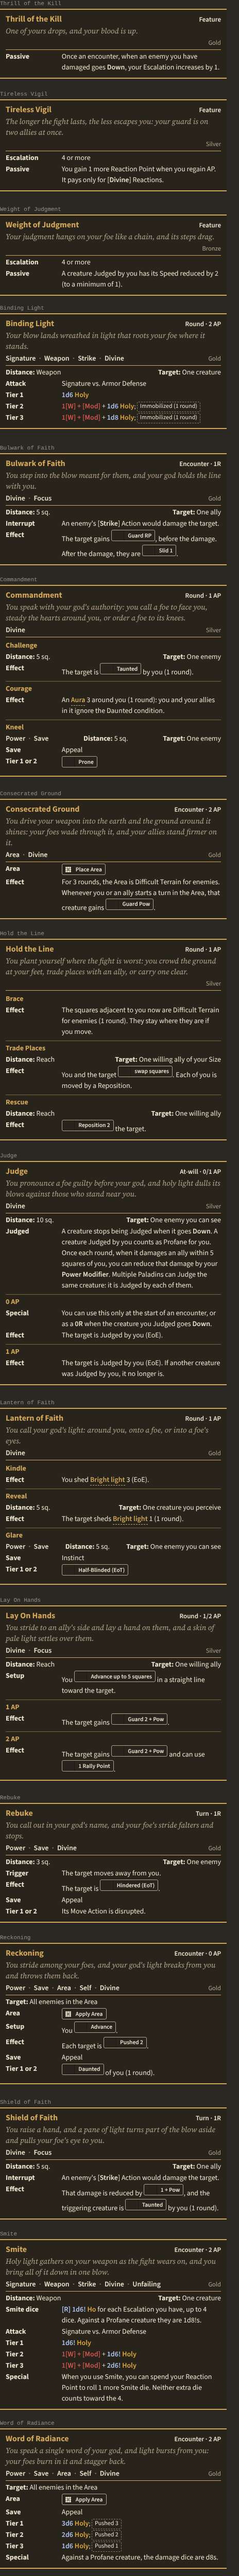 Thrill of the Kill
Thrill of the Kill Feature
One of yours drops, and your blood is up.
Gold
Passive Once an encounter, when an enemy you have
damaged goes Down, your Escalation increases by 1.
Tireless Vigil
Tireless Vigil Feature
The longer the fight lasts, the less escapes you: your guard is on
two allies at once.
Silver
Escalation 4 or more
Passive You gain 1 more Reaction Point when you regain AP.
It pays only for [Divine] Reactions.
Weight of Judgment
Weight of Judgment Feature
Your judgment hangs on your foe like a chain, and its steps drag.
Bronze
Escalation 4 or more
Passive A creature Judged by you has its Speed reduced by 2
(to a minimum of 1).
Binding Light
Binding Light Round · 2 AP
Your blow lands wreathed in light that roots your foe where it
stands.
Signature · Weapon · Strike · Divine Gold
Distance: Weapon Target: One creature
Attack Signature vs. Armor Defense
Tier 1 1d6 Holy
Tier 2 1[W] + [Mod] + 1d6 Holy; Immobilized (1 round)
Tier 3 1[W] + [Mod] + 1d8 Holy; Immobilized (1 round)
Bulwark of Faith
Bulwark of Faith Encounter · 1R
You step into the blow meant for them, and your god holds the line
with you.
Divine · Focus Gold
Distance: 5 sq. Target: One ally
Interrupt An enemy's [Strike] Action would damage the target.
Effect The target gains Guard RP, before the damage.
After the damage, they are Slid 1.
Commandment
Commandment Round · 1 AP
You speak with your god's authority: you call a foe to face you,
steady the hearts around you, or order a foe to its knees.
Divine Silver
Challenge
Distance: 5 sq. Target: One enemy
Effect The target is Taunted by you (1 round).
Courage
Effect An Aura 3 around you (1 round): you and your allies
in it ignore the Daunted condition.
Kneel
Power · Save Distance: 5 sq. Target: One enemy
Save Appeal
Tier 1 or 2 Prone
Consecrated Ground
Consecrated Ground Encounter · 2 AP
You drive your weapon into the earth and the ground around it
shines: your foes wade through it, and your allies stand firmer on
it.
Area · Divine Gold
Area Place Area
Effect For 3 rounds, the Area is Difficult Terrain for enemies.
Whenever you or an ally starts a turn in the Area, that
creature gains Guard Pow.
Hold the Line
Hold the Line Round · 1 AP
You plant yourself where the fight is worst: you crowd the ground
at your feet, trade places with an ally, or carry one clear.
Silver
Brace
Effect The squares adjacent to you now are Difficult Terrain
for enemies (1 round). They stay where they are if
you move.
Trade Places
Distance: Reach Target: One willing ally of your Size
Effect You and the target swap squares. Each of you is
moved by a Reposition.
Rescue
Distance: Reach Target: One willing ally
Effect Reposition 2 the target.
Judge
Judge At-will · 0/1 AP
You pronounce a foe guilty before your god, and holy light dulls its
blows against those who stand near you.
Divine Silver
Distance: 10 sq. Target: One enemy you can see
Judged A creature stops being Judged when it goes Down. A
creature Judged by you counts as Profane for you.
Once each round, when it damages an ally within 5
squares of you, you can reduce that damage by your
Power Modifier. Multiple Paladins can Judge the
same creature: it is Judged by each of them.
0 AP
Special You can use this only at the start of an encounter, or
as a 0R when the creature you Judged goes Down.
Effect The target is Judged by you (EoE).
1 AP
Effect The target is Judged by you (EoE). If another creature
was Judged by you, it no longer is.
Lantern of Faith
Lantern of Faith Round · 1 AP
You call your god's light: around you, onto a foe, or into a foe's
eyes.
Divine Gold
Kindle
Effect You shed Bright light 3 (EoE).
Reveal
Distance: 5 sq. Target: One creature you perceive
Effect The target sheds Bright light 1 (1 round).
Glare
Power · Save Distance: 5 sq. Target: One enemy you can see
Save Instinct
Tier 1 or 2 Half-Blinded (EoT)
Lay On Hands
Lay On Hands Round · 1/2 AP
You stride to an ally's side and lay a hand on them, and a skin of
pale light settles over them.
Divine · Focus Silver
Distance: Reach Target: One willing ally
Setup You Advance up to 5 squares in a straight line
toward the target.
1 AP
Effect The target gains Guard 2 + Pow.
2 AP
Effect The target gains Guard 2 + Pow and can use
1 Rally Point.
Rebuke
Rebuke Turn · 1R
You call out in your god's name, and your foe's stride falters and
stops.
Power · Save · Divine Gold
Distance: 3 sq. Target: One enemy
Trigger The target moves away from you.
Effect The target is Hindered (EoT).
Save Appeal
Tier 1 or 2 Its Move Action is disrupted.
Reckoning
Reckoning Encounter · 0 AP
You stride among your foes, and your god's light breaks from you
and throws them back.
Power · Save · Area · Self · Divine Gold
Target: All enemies in the Area
Area Apply Area
Setup You Advance.
Effect Each target is Pushed 2.
Save Appeal
Tier 1 or 2 Daunted of you (1 round).
Shield of Faith
Shield of Faith Turn · 1R
You raise a hand, and a pane of light turns part of the blow aside
and pulls your foe's eye to you.
Divine · Focus Gold
Distance: 5 sq. Target: One ally
Interrupt An enemy's [Strike] Action would damage the target.
Effect That damage is reduced by 1 + Pow, and the
triggering creature is Taunted by you (1 round).
Smite
Smite Encounter · 2 AP
Holy light gathers on your weapon as the fight wears on, and you
bring all of it down in one blow.
Signature · Weapon · Strike · Divine · Unfailing Gold
Distance: Weapon Target: One creature
Smite dice [R] 1d6! Ho for each Escalation you have, up to 4
dice. Against a Profane creature they are 1d8!s.
Attack Signature vs. Armor Defense
Tier 1 1d6! Holy
Tier 2 1[W] + [Mod] + 1d6! Holy
Tier 3 1[W] + [Mod] + 2d6! Holy
Special When you use Smite, you can spend your Reaction
Point to roll 1 more Smite die. Neither extra die
counts toward the 4.
Word of Radiance
Word of Radiance Encounter · 2 AP
You speak a single word of your god, and light bursts from you:
your foes burn in it and stagger back.
Power · Save · Area · Self · Divine Gold
Target: All enemies in the Area
Area Apply Area
Save Appeal
Tier 1 3d6 Holy; Pushed 3
Tier 2 2d6 Holy; Pushed 2
Tier 3 1d6 Holy; Pushed 1
Special Against a Profane creature, the damage dice are d8s.